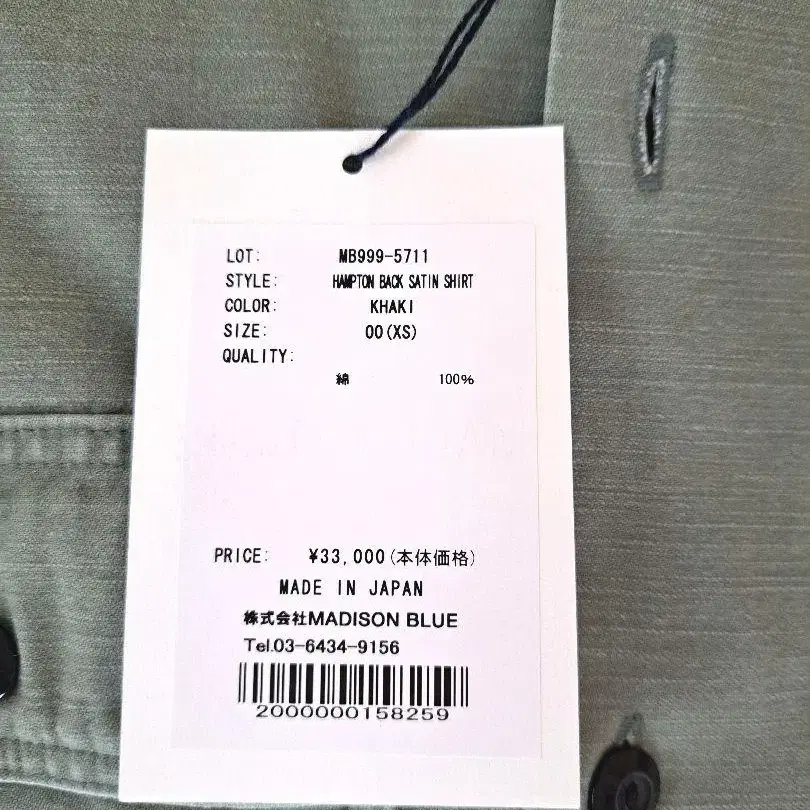 LOT: MB999-5711
STYLE: HAMPTON BACK SATIN SHIRT
COLOR: KHAKI
SIZE: 00(XS)
QUALITY:
綿 100%
PRICE: ¥33,000(本体価格)
MADE IN JAPAN
株式会社MADISON BLUE
Tel.03-6434-9156
2000000158259